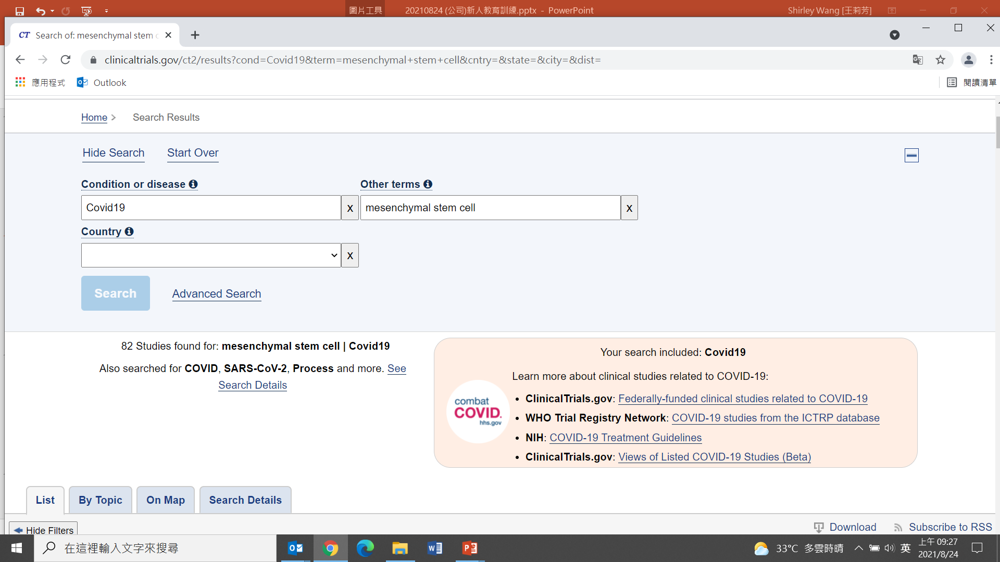 圖片工具
20210824 (公司)新人教育訓練.pptx - PowerPoint
Shirley Wang [王莉芳]
CT Search of: mesenchymal stem c
clinicaltrials.gov/ct2/results?cond=Covid19&term=mesenchymal+stem+cell&cntry=&state=&city=&dist=
應用程式
Outlook
閱讀清單
Home > Search Results
Hide Search
Start Over
Condition or disease
Other terms
Covid19
x
mesenchymal stem cell
x
Country
x
Search
Advanced Search
82 Studies found for: mesenchymal stem cell | Covid19
Also searched for COVID, SARS-CoV-2, Process and more. See
Search Details
Your search included: Covid19
Learn more about clinical studies related to COVID-19:
combat
COVID.
hhs.gov
• ClinicalTrials.gov: Federally-funded clinical studies related to COVID-19
• WHO Trial Registry Network: COVID-19 studies from the ICTRP database
• NIH: COVID-19 Treatment Guidelines
• ClinicalTrials.gov: Views of Listed COVID-19 Studies (Beta)
List
By Topic
On Map
Search Details
Hide Filters
Download
Subscribe to RSS
在這裡輸入文字來搜尋
33°C 多雲時晴
英
上午 09:27
2021/8/24